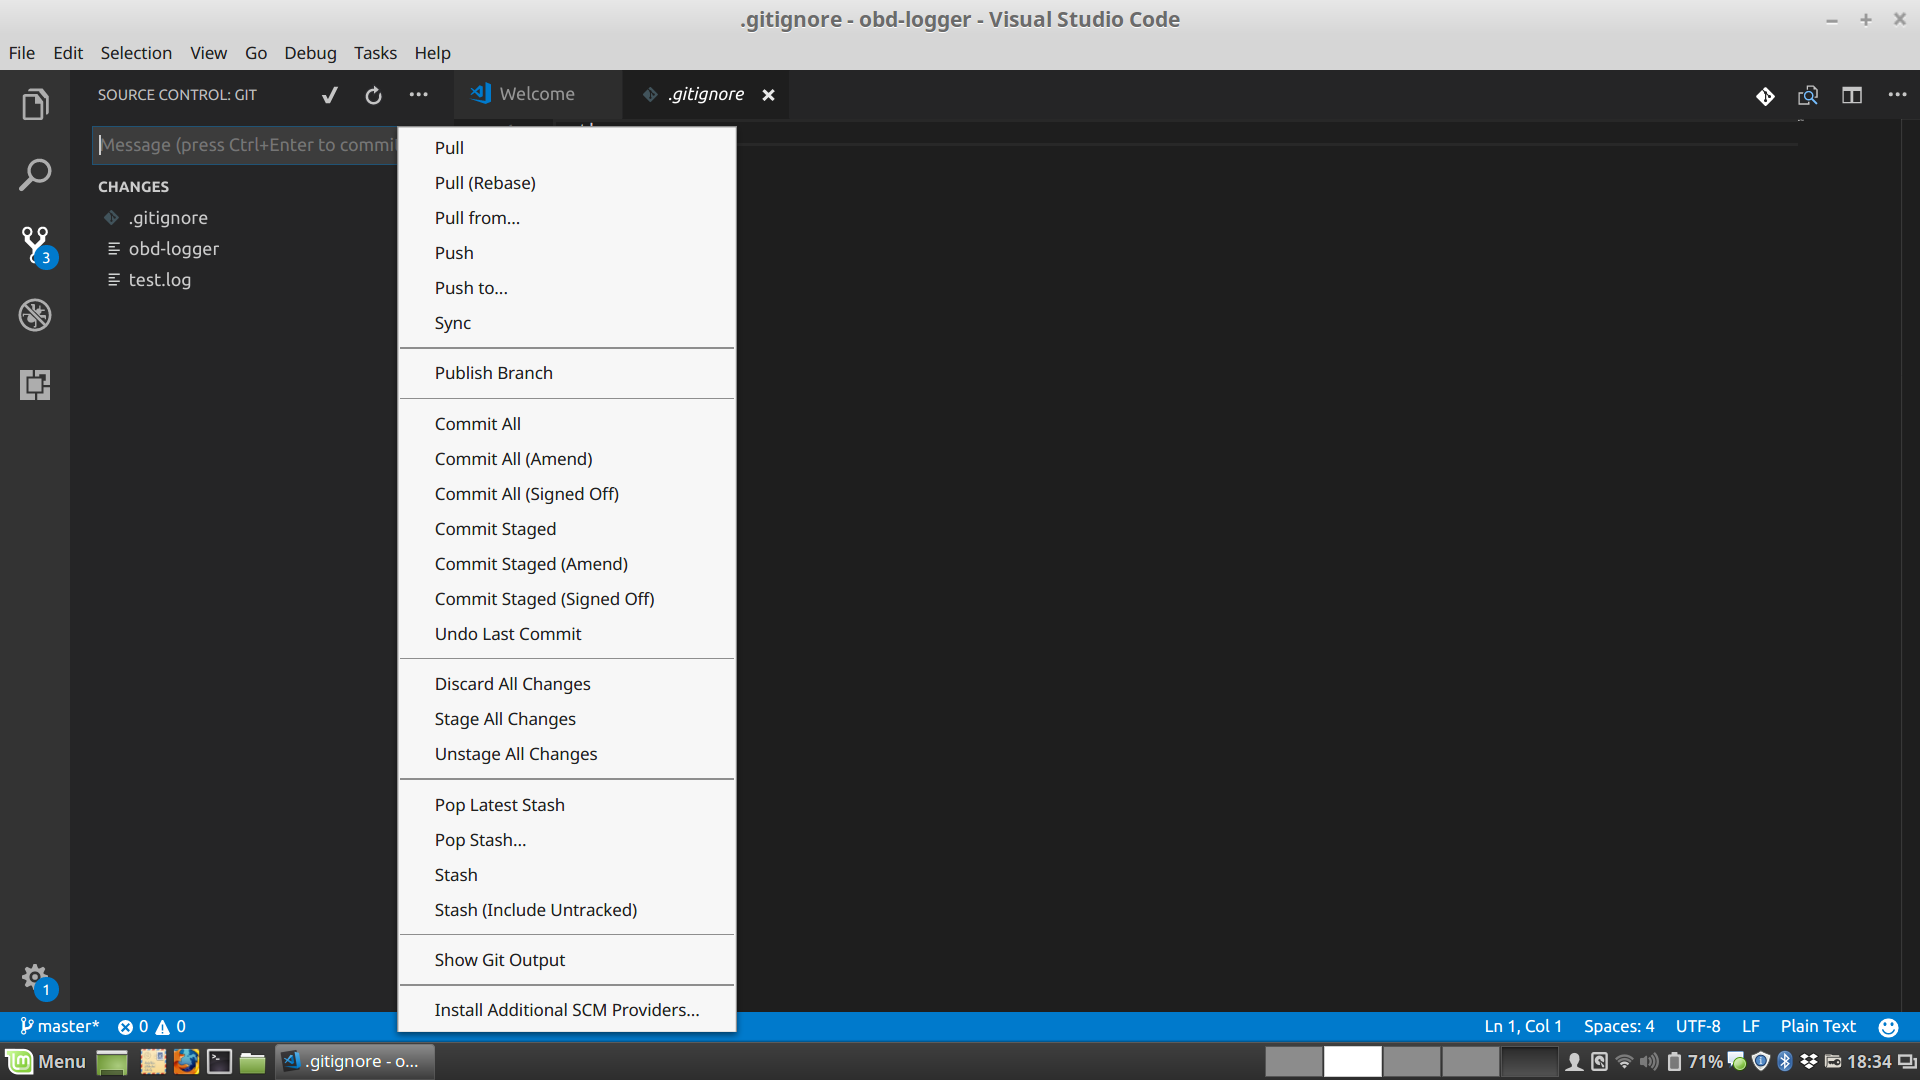 .gitignore - obd-logger - Visual Studio Code
File Edit Selection View Go Debug Tasks Help
SOURCE CONTROL: GIT
Welcome
.gitignore
Message (press Ctrl+Enter to commit
CHANGES
.gitignore
obd-logger
test.log
3
1
Pull
Pull (Rebase)
Pull from...
Push
Push to...
Sync
Publish Branch
Commit All
Commit All (Amend)
Commit All (Signed Off)
Commit Staged
Commit Staged (Amend)
Commit Staged (Signed Off)
Undo Last Commit
Discard All Changes
Stage All Changes
Unstage All Changes
Pop Latest Stash
Pop Stash...
Stash
Stash (Include Untracked)
Show Git Output
Install Additional SCM Providers...
master* 0 0
Ln 1, Col 1 Spaces: 4 UTF-8 LF Plain Text
Menu
.gitignore - o...
71%
18:34